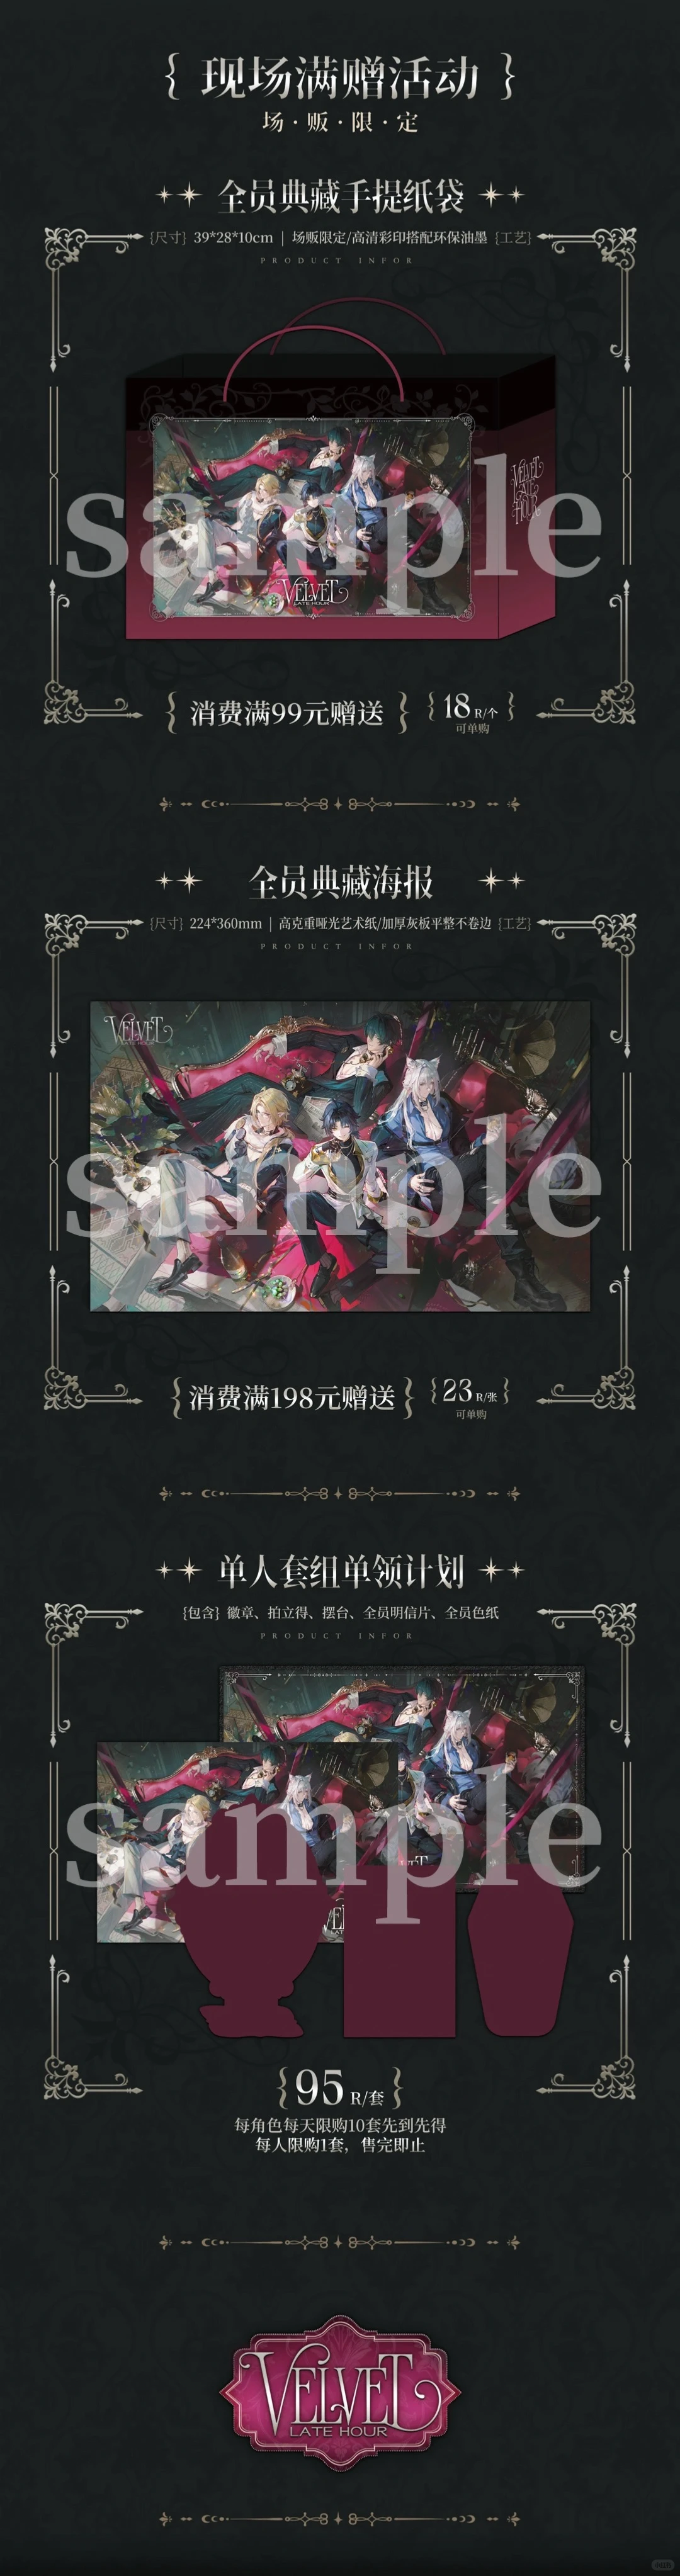 { 现场满赠活动 }
场·贩·限·定
全员典藏手提纸袋
{尺寸} 39*28*10cm | 场贩限定/高清彩印搭配环保油墨 {工艺}
PRODUCT INFOR
VELVET
LATE
HOUR
VELVET
LATE HOUR
sample
{ 消费满99元赠送 } { 18 R/个 }
可单购
全员典藏海报
{尺寸} 224*360mm | 高克重哑光艺术纸/加厚灰板平整不卷边 {工艺}
PRODUCT INFOR
VELVET
LATE HOUR
sample
{ 消费满198元赠送 } { 23 R/张 }
可单购
单人套组单领计划
{包含} 徽章、拍立得、摆台、全员明信片、全员色纸
PRODUCT INFOR
sample
{ 95 R/套 }
每角色每天限购10套先到先得
每人限购1套，售完即止
VELVET
LATE HOUR
小红书